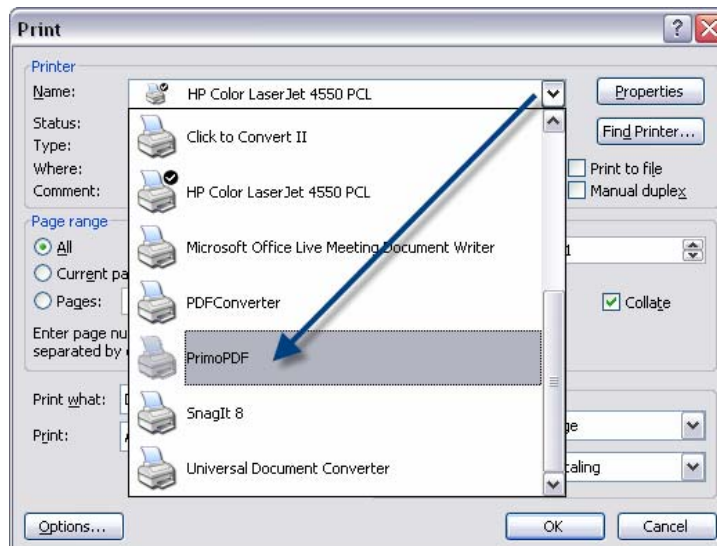 Print
Printer
Name: HP Color LaserJet 4550 PCL Properties
Status: Click to Convert II Find Printer...
Type:
Where: HP Color LaserJet 4550 PCL Print to file
Comment: Manual duplex
Page range
All Microsoft Office Live Meeting Document Writer 1
Current pa
Pages: PDFConverter Collate
Enter page nu
separated by PrimoPDF
Print what: SnagIt 8
Print: ge
Universal Document Converter caling
Options... OK Cancel